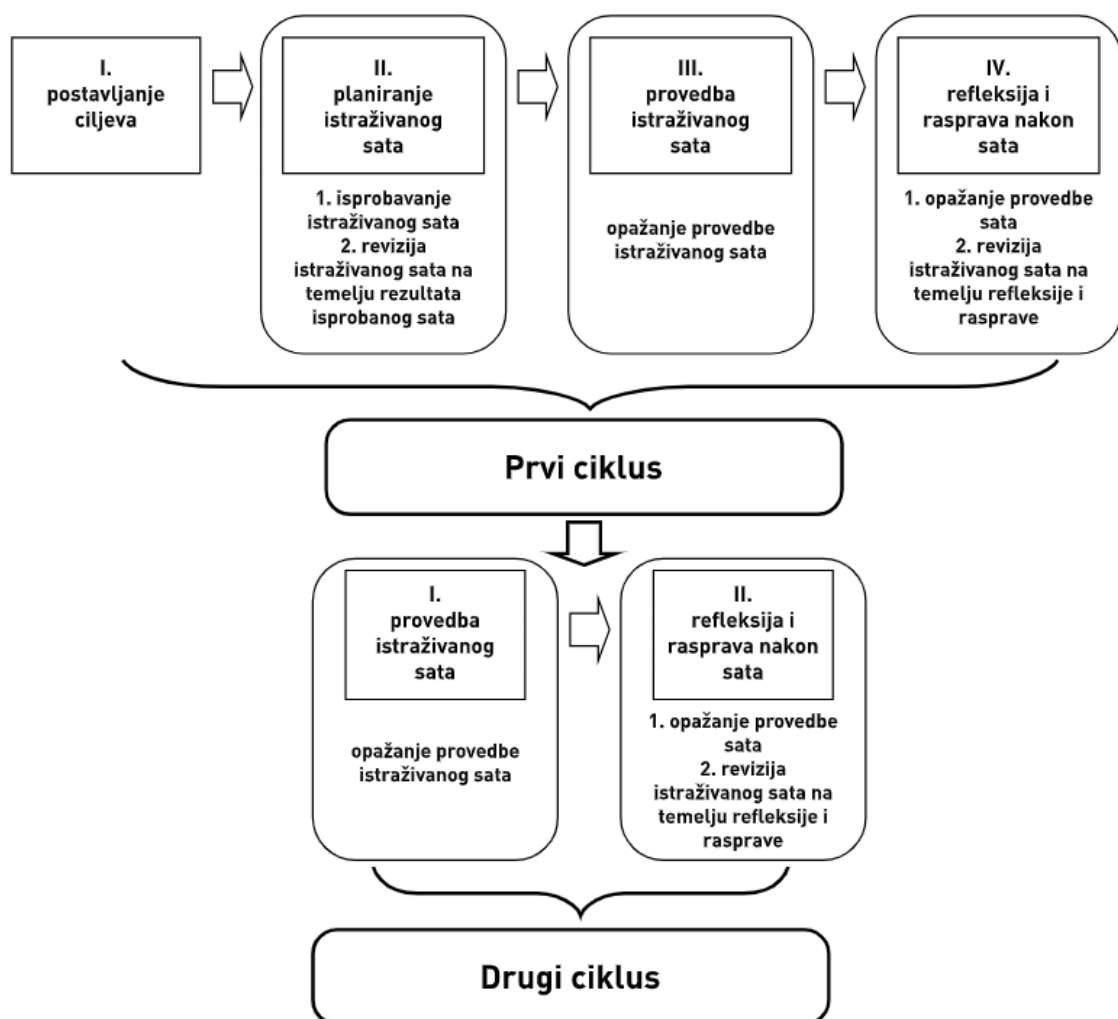 I.
postavljanje
ciljeva
II.
planiranje
istraživanog
sata
1. isprobavanje
istraživanog sata
2. revizija
istraživanog sata na
temelju rezultata
isprobanog sata
III.
provedba
istraživanog
sata
opažanje provedbe
istraživanog sata
IV.
refleksija i
rasprava nakon
sata
1. opažanje provedbe
sata
2. revizija
istraživanog sata na
temelju refleksije i
rasprave
Prvi ciklus
I.
provedba
istraživanog
sata
opažanje provedbe
istraživanog sata
II.
refleksija i
rasprava nakon
sata
1. opažanje provedbe
sata
2. revizija
istraživanog sata na
temelju refleksije i
rasprave
Drugi ciklus